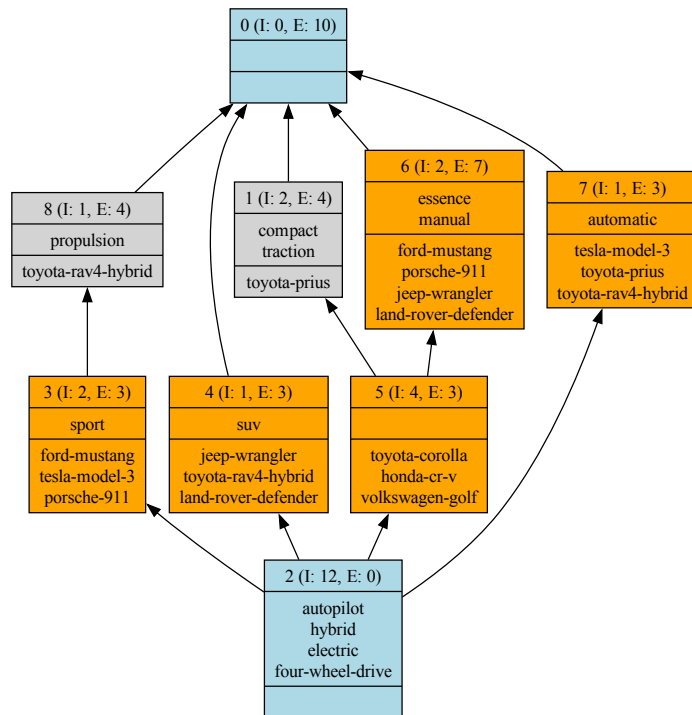 0 (I: 0, E: 10)
6 (I: 2, E: 7)
essence
manual
ford-mustang
porsche-911
jeep-wrangler
land-rover-defender
7 (I: 1, E: 3)
automatic
tesla-model-3
toyota-prius
toyota-rav4-hybrid
8 (I: 1, E: 4)
propulsion
toyota-rav4-hybrid
1 (I: 2, E: 4)
compact
traction
toyota-prius
3 (I: 2, E: 3)
sport
ford-mustang
tesla-model-3
porsche-911
4 (I: 1, E: 3)
suv
jeep-wrangler
toyota-rav4-hybrid
land-rover-defender
5 (I: 4, E: 3)
toyota-corolla
honda-cr-v
volkswagen-golf
2 (I: 12, E: 0)
autopilot
hybrid
electric
four-wheel-drive